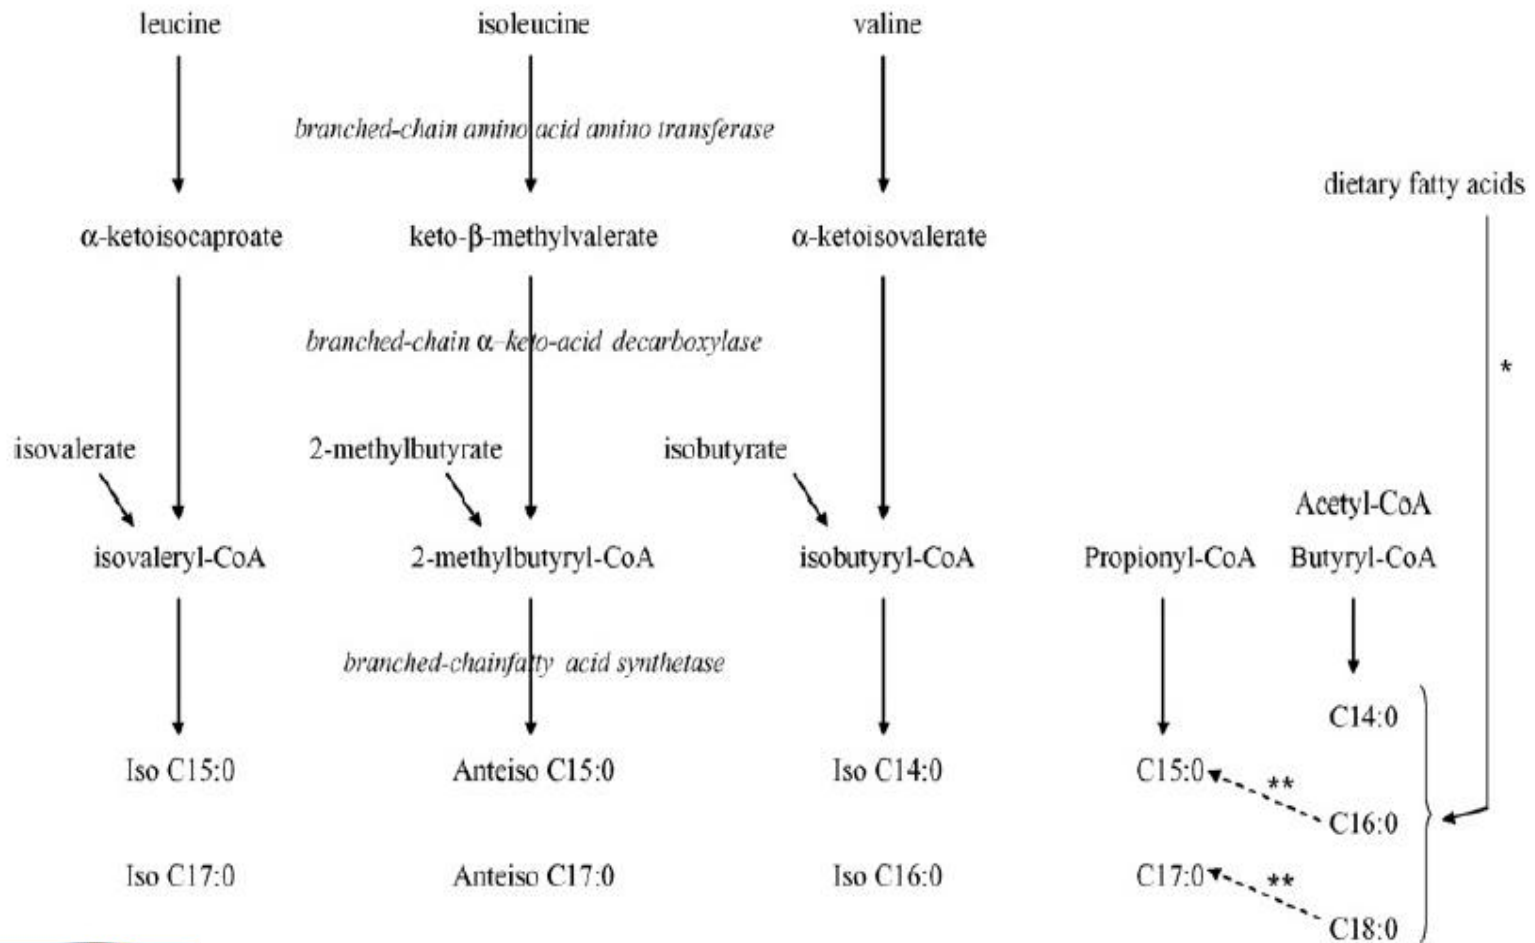 leucine isoleucine valine
branched-chain amino acid amino transferase
dietary fatty acids
α-ketoisocaproate keto-β-methylvalerate α-ketoisovalerate
branched-chain α-keto-acid decarboxylase
*
isovalerate 2-methylbutyrate isobutyrate
Acetyl-CoA
isovaleryl-CoA 2-methylbutyryl-CoA isobutyryl-CoA Propionyl-CoA Butyryl-CoA
branched-chainfatty acid synthetase
C14:0
Iso C15:0 Anteiso C15:0 Iso C14:0 C15:0 **
C16:0
Iso C17:0 Anteiso C17:0 Iso C16:0 C17:0 **
C18:0